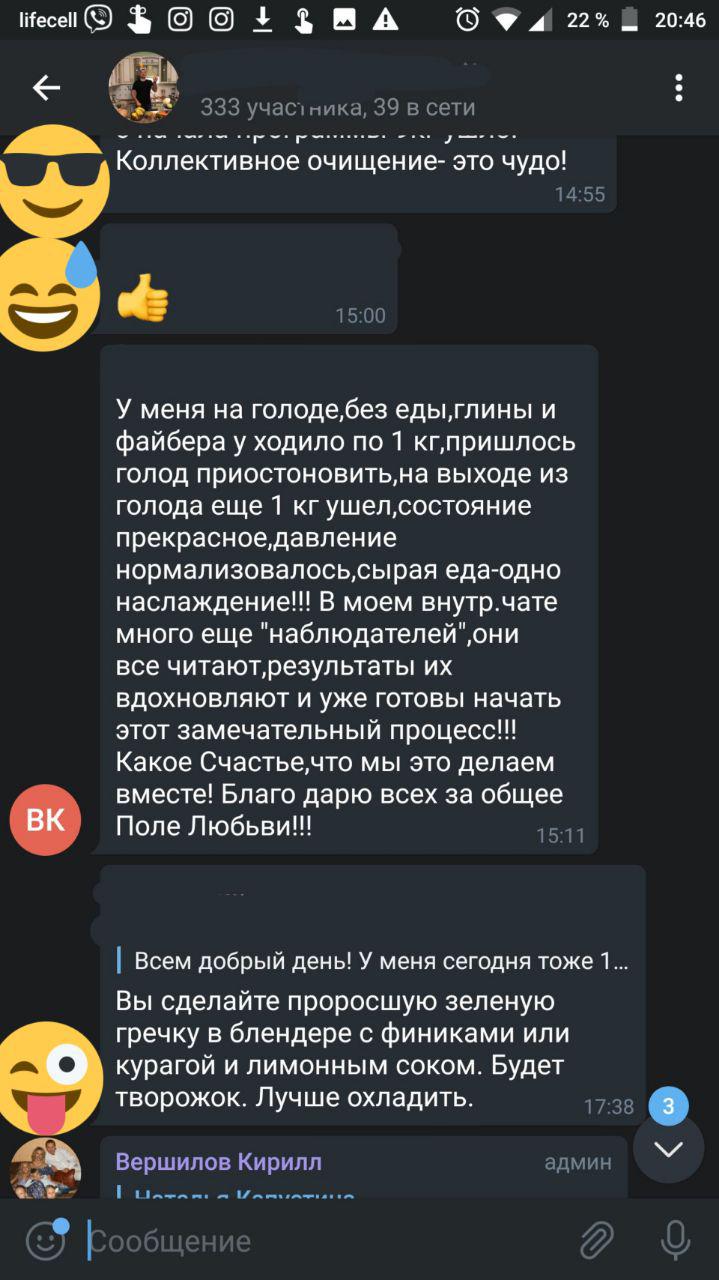 lifecell 22 % 20:46
333 участника, 39 в сети
Коллективное очищение- это чудо!
14:55
15:00
У меня на голоде,без еды,глины и
файбера у ходило по 1 кг,пришлось
голод приостоновить,на выходе из
голода еще 1 кг ушел,состояние
прекрасное,давление
нормализовалось,сырая еда-одно
наслаждение!!! В моем внутр.чате
много еще "наблюдателей",они
все читают,результаты их
вдохновляют и уже готовы начать
этот замечательный процесс!!!
Какое Счастье,что мы это делаем
вместе! Благо дарю всех за общее
Поле Любьви!!!
15:11
ВК
Всем добрый день! У меня сегодня тоже 1...
Вы сделайте проросшую зеленую
гречку в блендере с финиками или
курагой и лимонным соком. Будет
творожок. Лучше охладить.
17:38
3
Вершилов Кирилл админ
Сообщение